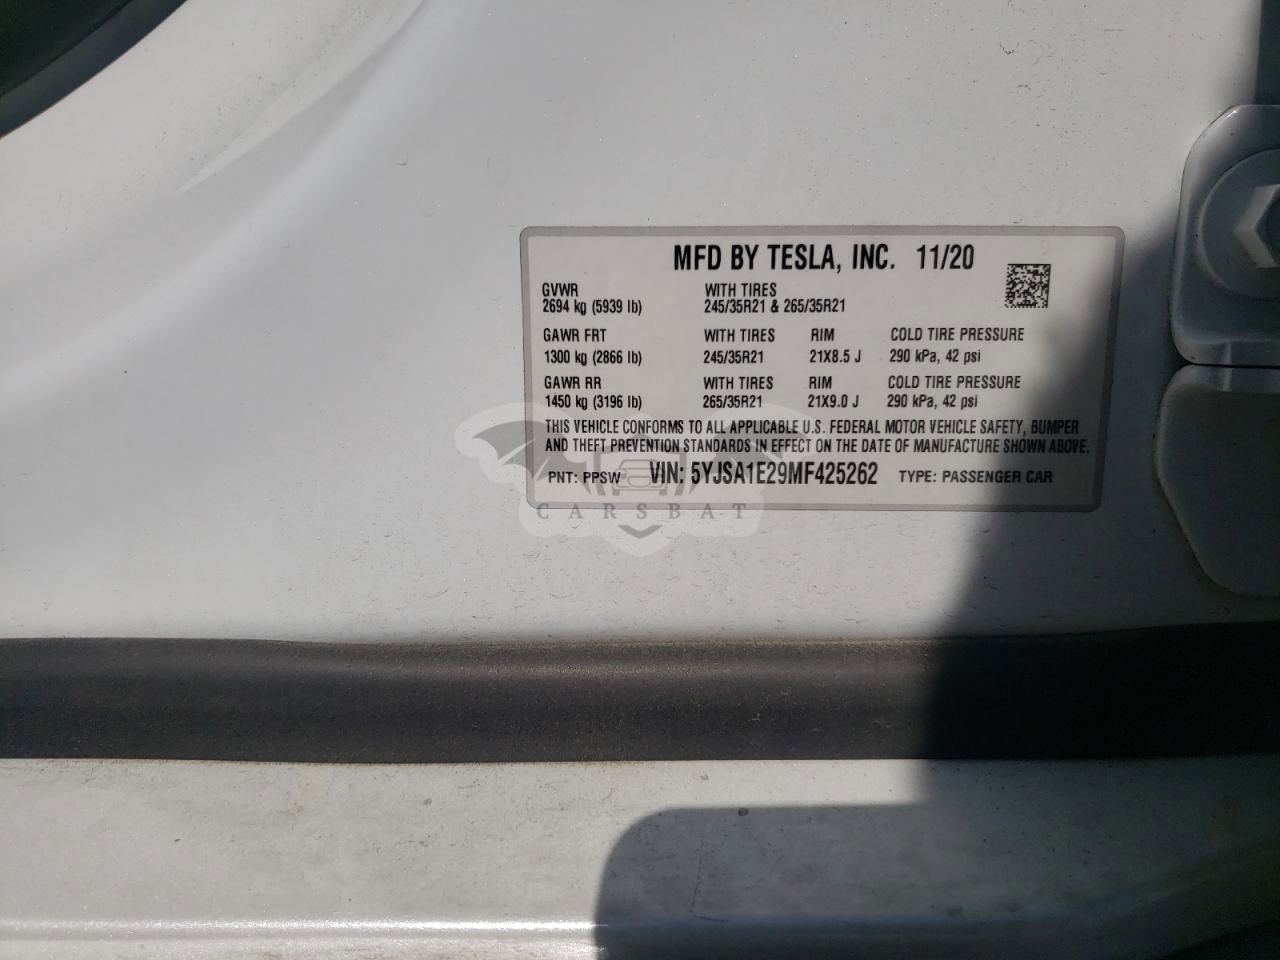 MFD BY TESLA, INC. 11/20
GVWR WITH TIRES
2694 kg (5939 lb) 245/35R21 & 265/35R21
GAWR FRT WITH TIRES RIM COLD TIRE PRESSURE
1300 kg (2866 lb) 245/35R21 21X8.5 J 290 kPa, 42 psi
GAWR RR WITH TIRES RIM COLD TIRE PRESSURE
1450 kg (3196 lb) 265/35R21 21X9.0 J 290 kPa, 42 psi
THIS VEHICLE CONFORMS TO ALL APPLICABLE U.S. FEDERAL MOTOR VEHICLE SAFETY, BUMPER
AND THEFT PREVENTION STANDARDS IN EFFECT ON THE DATE OF MANUFACTURE SHOWN ABOVE.
PNT: PPSW VIN: 5YJSA1E29MF425262 TYPE: PASSENGER CAR
CARSBAT